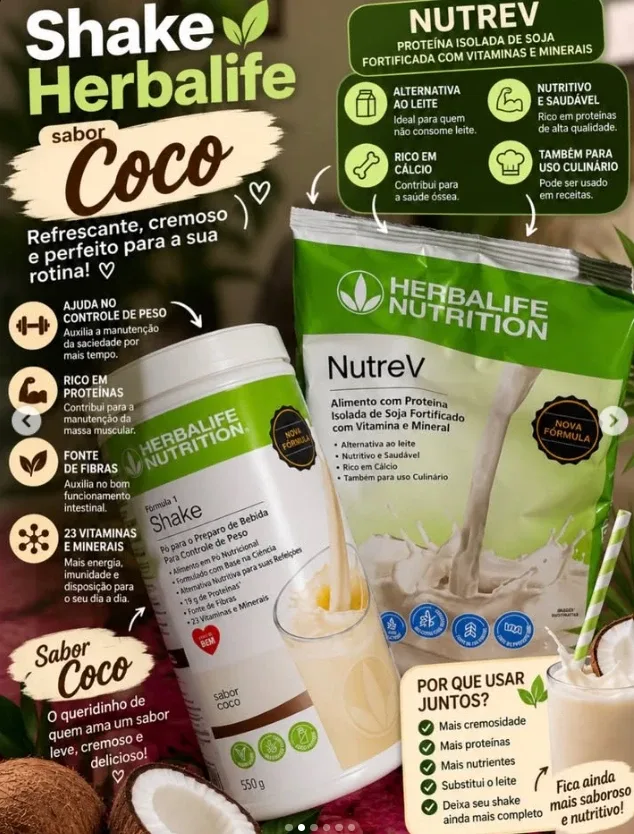 Shake
Herbalife
sabor
Coco
Refrescante, cremoso
e perfeito para a sua
rotina!
AJUDA NO
CONTROLE DE PESO
Auxilia a manutenção
da saciedade por
mais tempo.
RICO EM
PROTEÍNAS
Contribui para a
manutenção da
massa muscular.
FONTE
DE FIBRAS
Auxilia no bom
funcionamento
intestinal.
23 VITAMINAS
E MINERAIS
Mais energia,
imunidade e
disposição para
o seu dia a dia.
Sabor
Coco
O queridinho de
quem ama um sabor
leve, cremoso e
delicioso!
NUTREV
PROTEÍNA ISOLADA DE SOJA
FORTIFICADA COM VITAMINAS E MINERAIS
ALTERNATIVA
AO LEITE
Ideal para quem
não consome leite.
NUTRITIVO
E SAUDÁVEL
Rico em proteínas
de alta qualidade.
RICO EM
CÁLCIO
Contribui para
a saúde óssea.
TAMBÉM PARA
USO CULINÁRIO
Pode ser usado
em receitas.
HERBALIFE
NUTRITION
NutreV
Alimento com Proteina
Isolada de Soja Fortificado
com Vitamina e Mineral
• Alternativa ao leite
• Nutritivo e Saudável
• Rico em Cálcio
• Também para uso Culinário
NOVA
FÓRMULA
HERBALIFE
NUTRITION
NOVA
FÓRMULA
Fórmula 1
Shake
Pó para o Preparo de Bebida
Para Controle de Peso
• Alimento em Pó Nutricional
• Formulado com Base na Ciência
• Alternativa Nutritiva para suas Refeições
• 19 g de Proteínas*
• Fonte de Fibras
• 23 Vitaminas e Minerais
BEM
sabor
coco
550 g
POR QUE USAR
JUNTOS?
Mais cremosidade
Mais proteínas
Mais nutrientes
Substitui o leite
Deixa seu shake
ainda mais completo
Fica ainda
mais saboroso
e nutritivo!